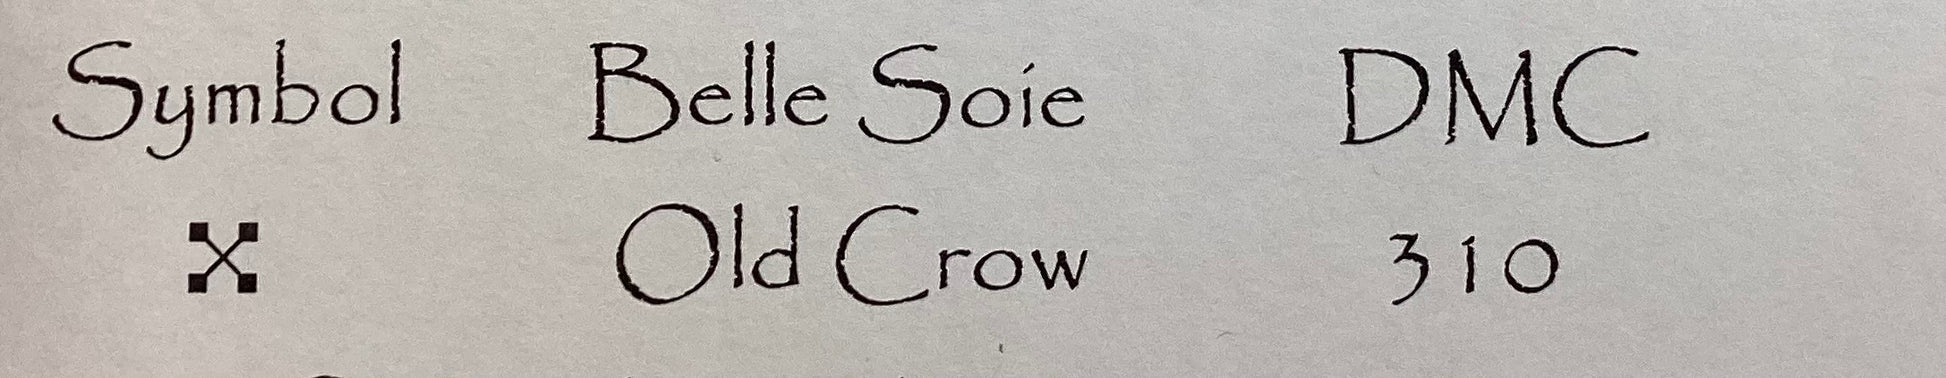 Symbol Belle Soie DMC
Old Crow 310